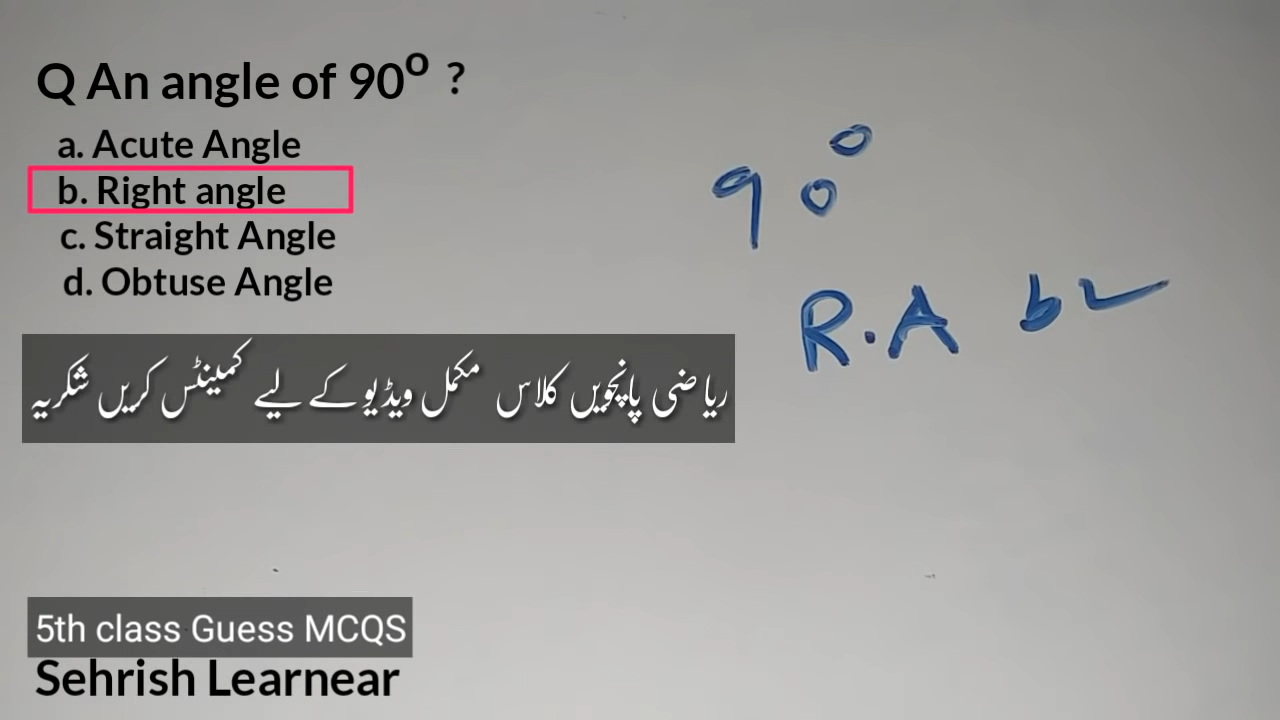 Q An angle of 90⁰ ?
a. Acute Angle
b. Right angle
c. Straight Angle
d. Obtuse Angle
90°
R.A b✓
ریاضی پانچویں کلاس مکمل ویڈیو کے لیے کمینٹس کریں شکریہ
5th class Guess MCQS
Sehrish Learnear